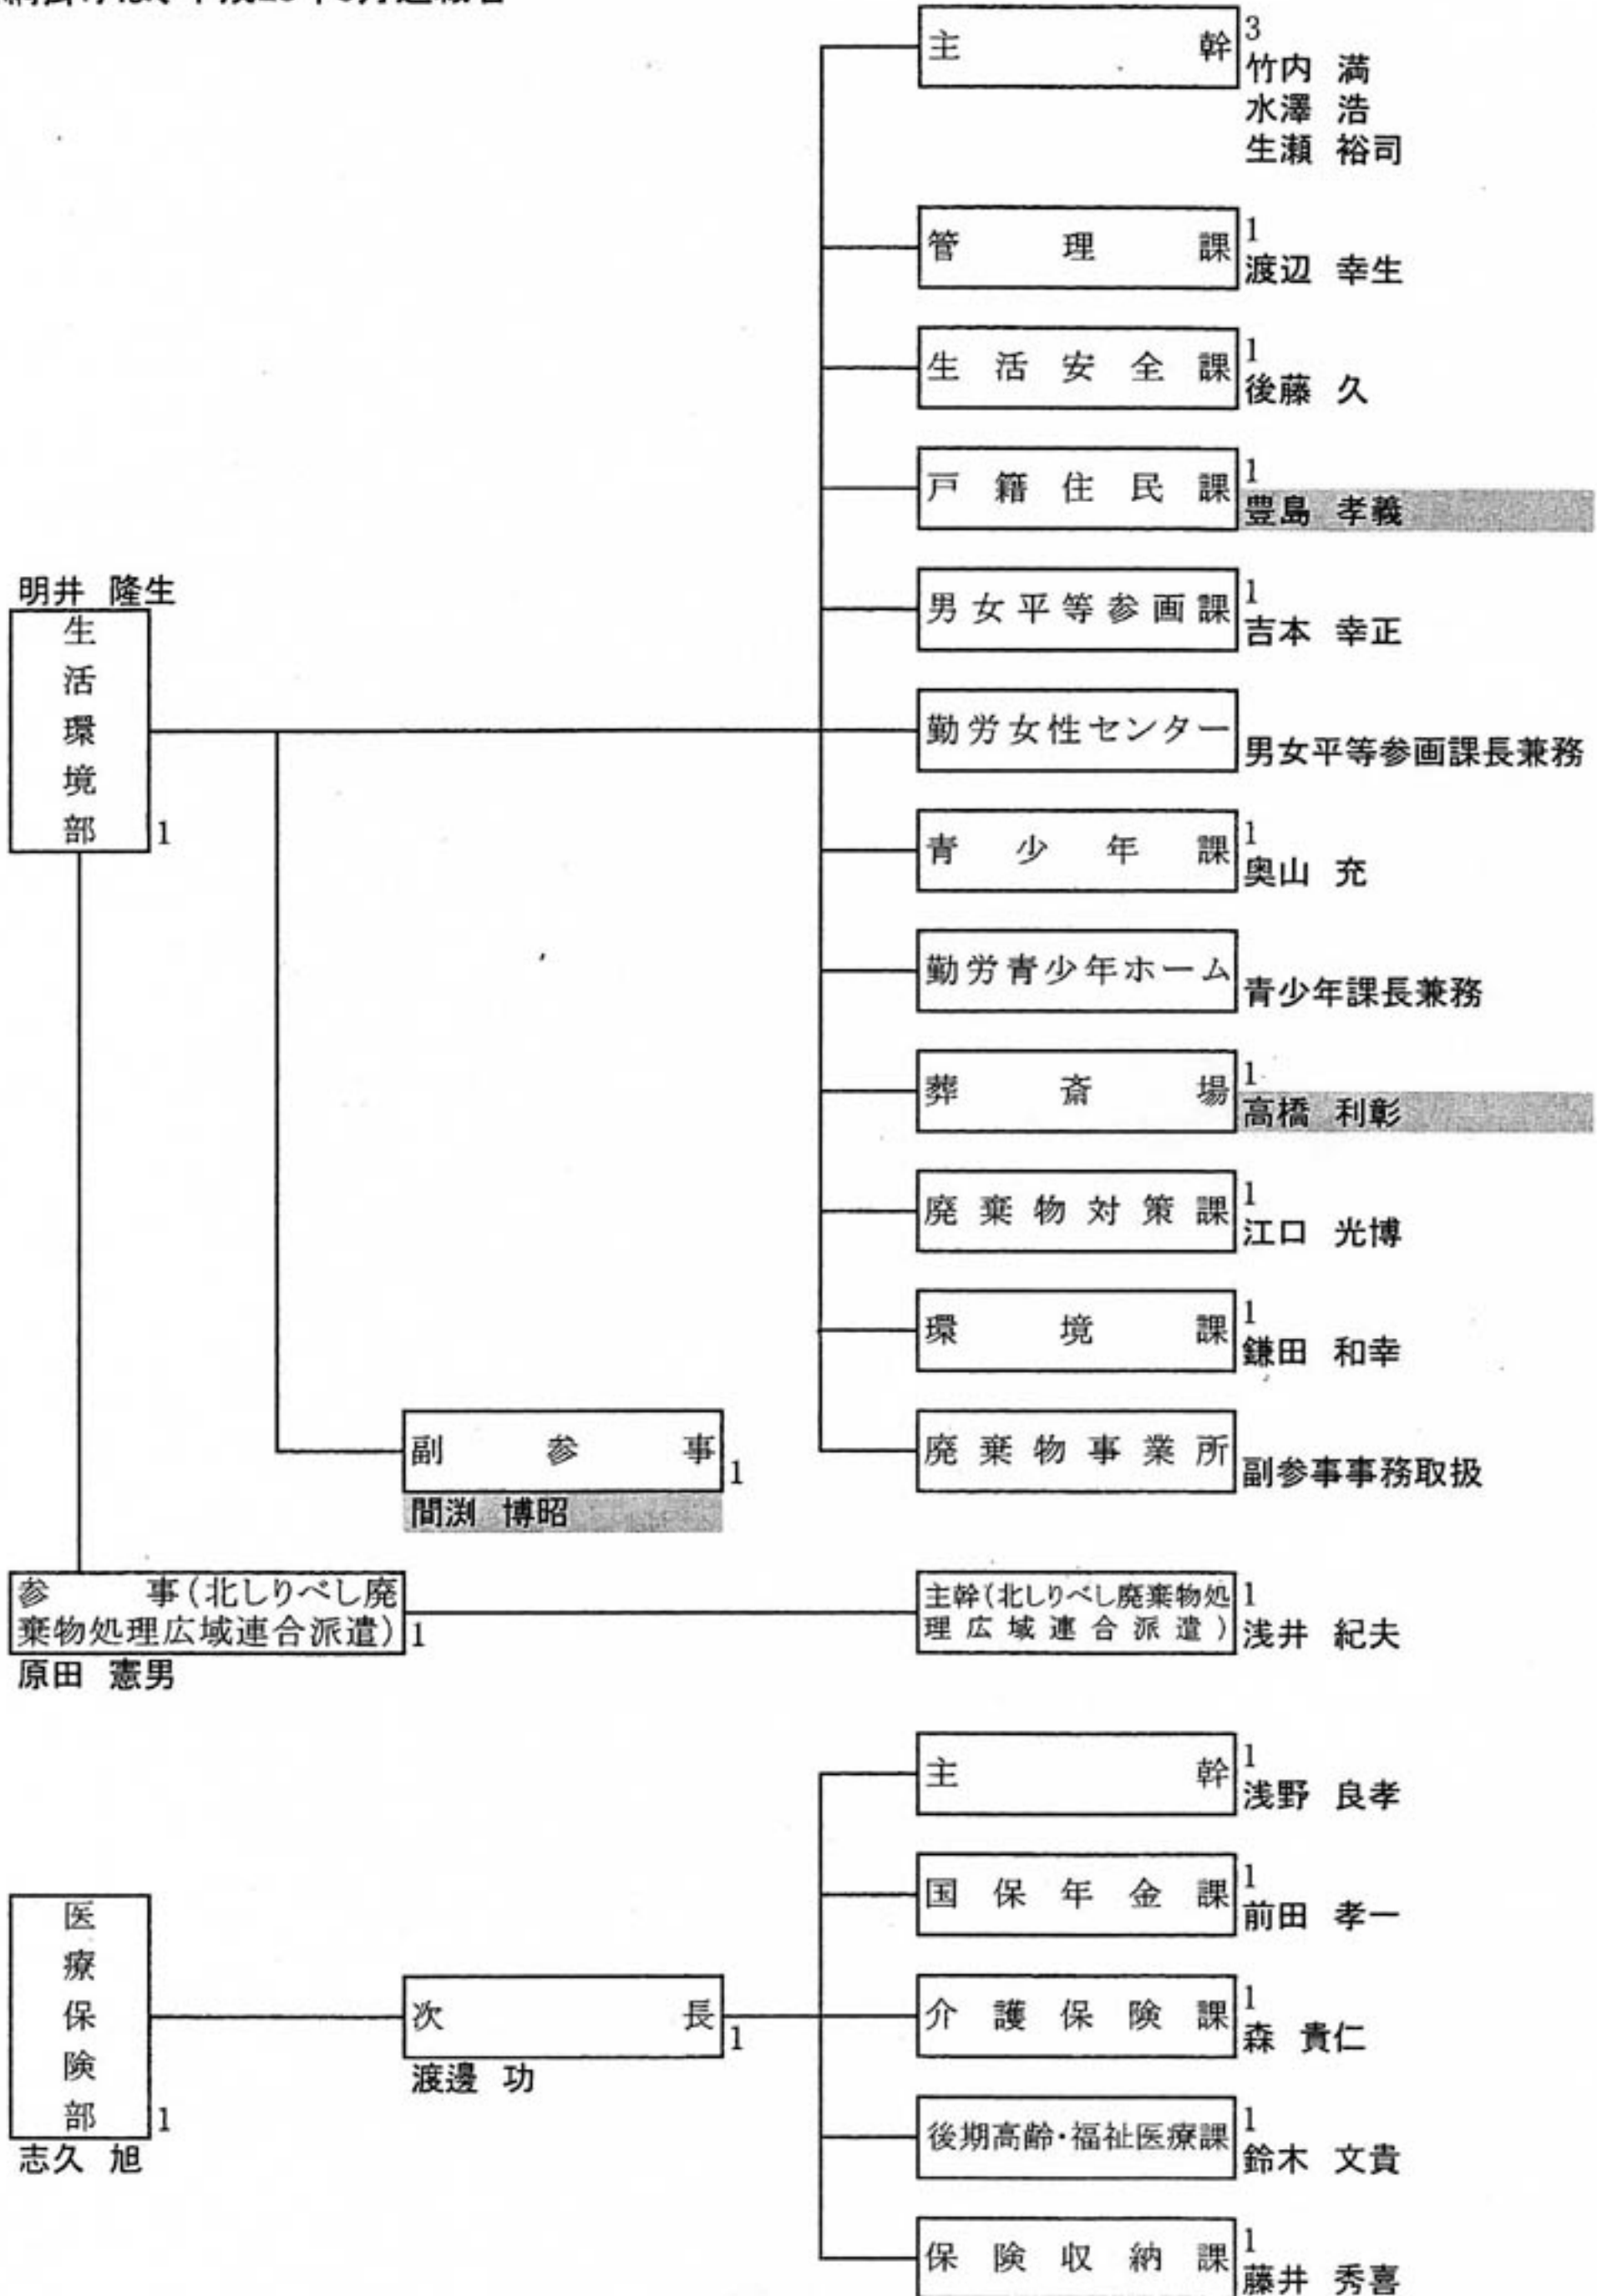 主幹 3
竹内 満
水澤 浩
生瀬 裕司
管理課 1
渡辺 幸生
生活安全課 1
後藤 久
戸籍住民課 1
豊島 孝義
男女平等参画課 1
吉本 幸正
明井 隆生
生活環境部 1
勤労女性センター
男女平等参画課長兼務
青少年課 1
奥山 充
勤労青少年ホーム
青少年課長兼務
葬斎場 1
高橋 利彰
廃棄物対策課 1
江口 光博
環境課 1
鎌田 和幸
副参事 1
間渕 博昭
廃棄物事業所
副参事事務取扱
参事(北しりべし廃
棄物処理広域連合派遣) 1
原田 憲男
主幹(北しりべし廃棄物処
理広域連合派遣) 1
浅井 紀夫
主幹 1
浅野 良孝
国保年金課 1
前田 孝一
医療保険部 1
志久 旭
次長 1
渡邊 功
介護保険課 1
森 貴仁
後期高齢・福祉医療課 1
鈴木 文貴
保険収納課 1
藤井 秀喜